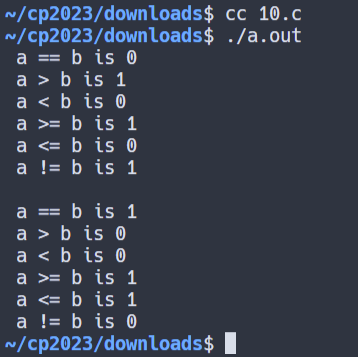 ~/cp2023/downloads$ cc 10.c
~/cp2023/downloads$ ./a.out
a == b is 0
a > b is 1
a < b is 0
a >= b is 1
a <= b is 0
a != b is 1

a == b is 1
a > b is 0
a < b is 0
a >= b is 1
a <= b is 1
a != b is 0
~/cp2023/downloads$